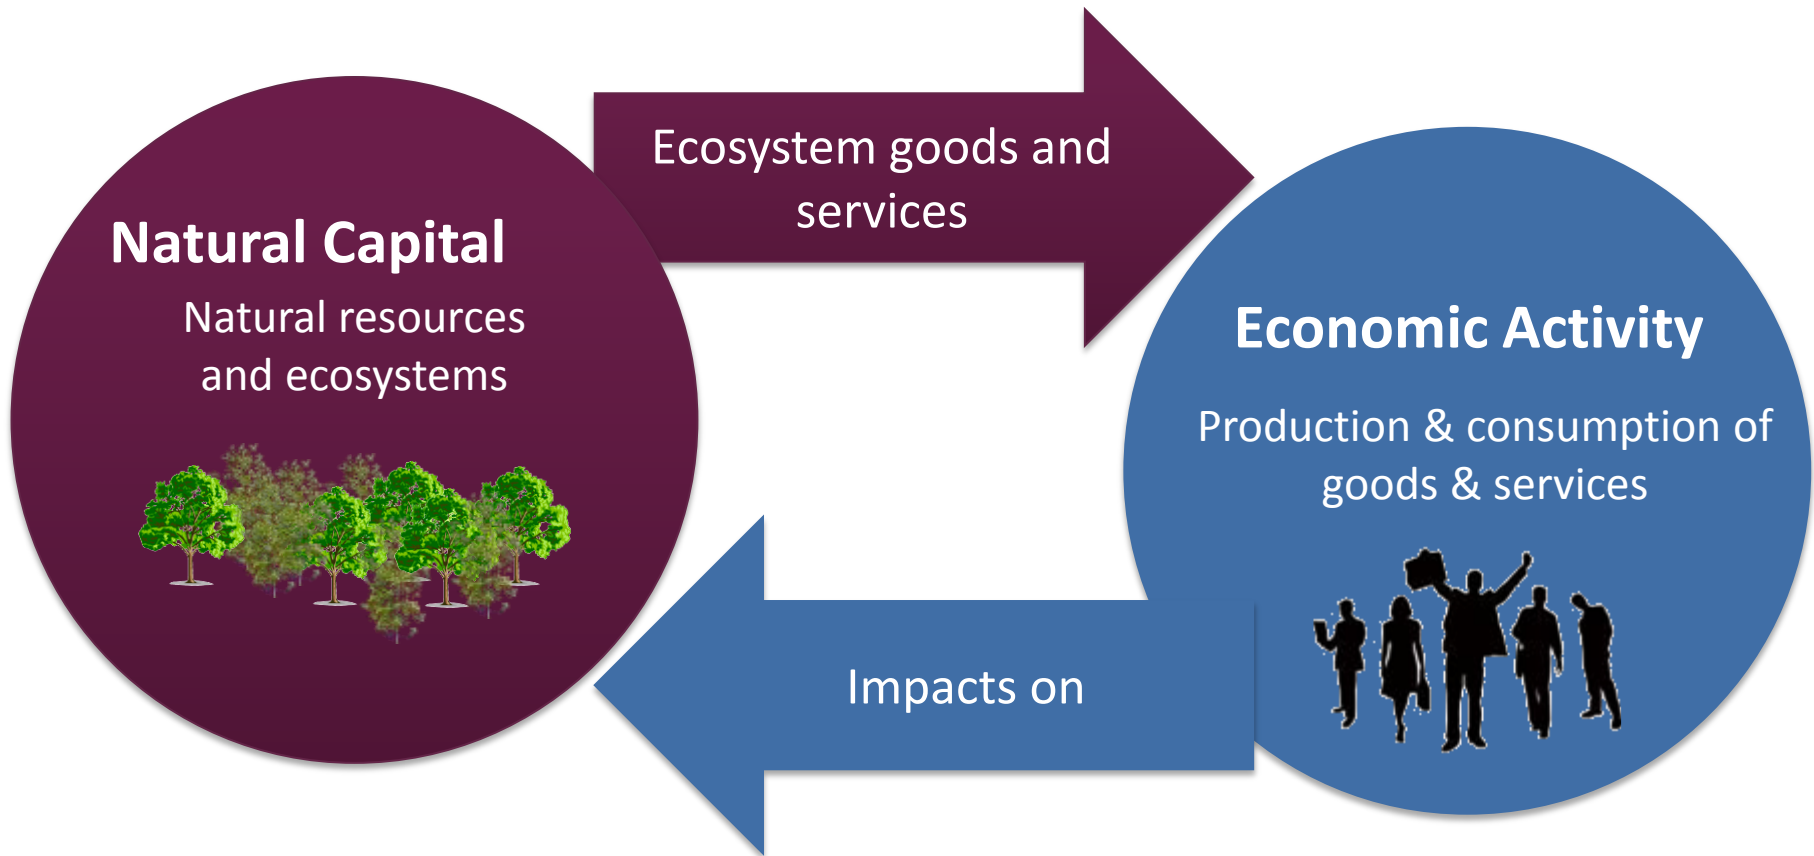 Natural Capital
Natural resources
and ecosystems
Ecosystem goods and
services
Economic Activity
Production & consumption of
goods & services
Impacts on